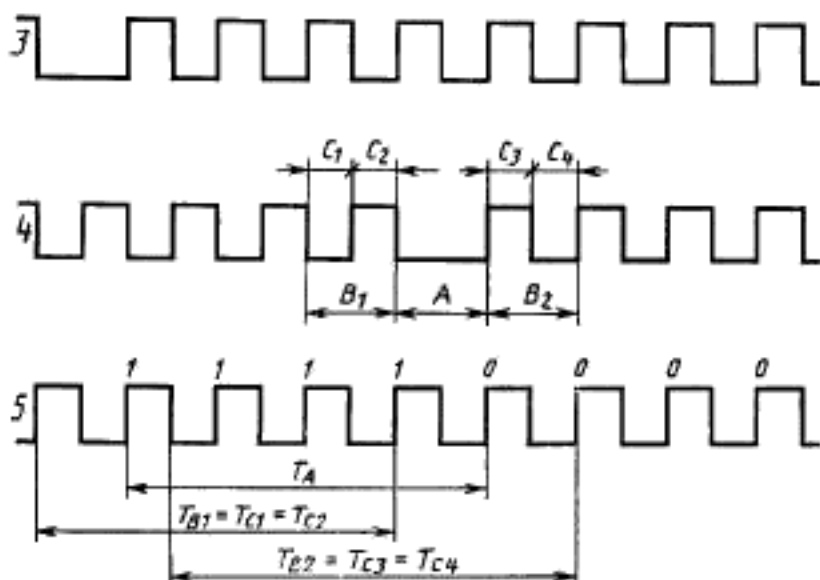 3
C1 C2 C3 C4
4
B1 A B2
1 1 1 1 0 0 0 0
5
TA
TB1 = TC1 = TC2
TB2 = TC3 = TC4